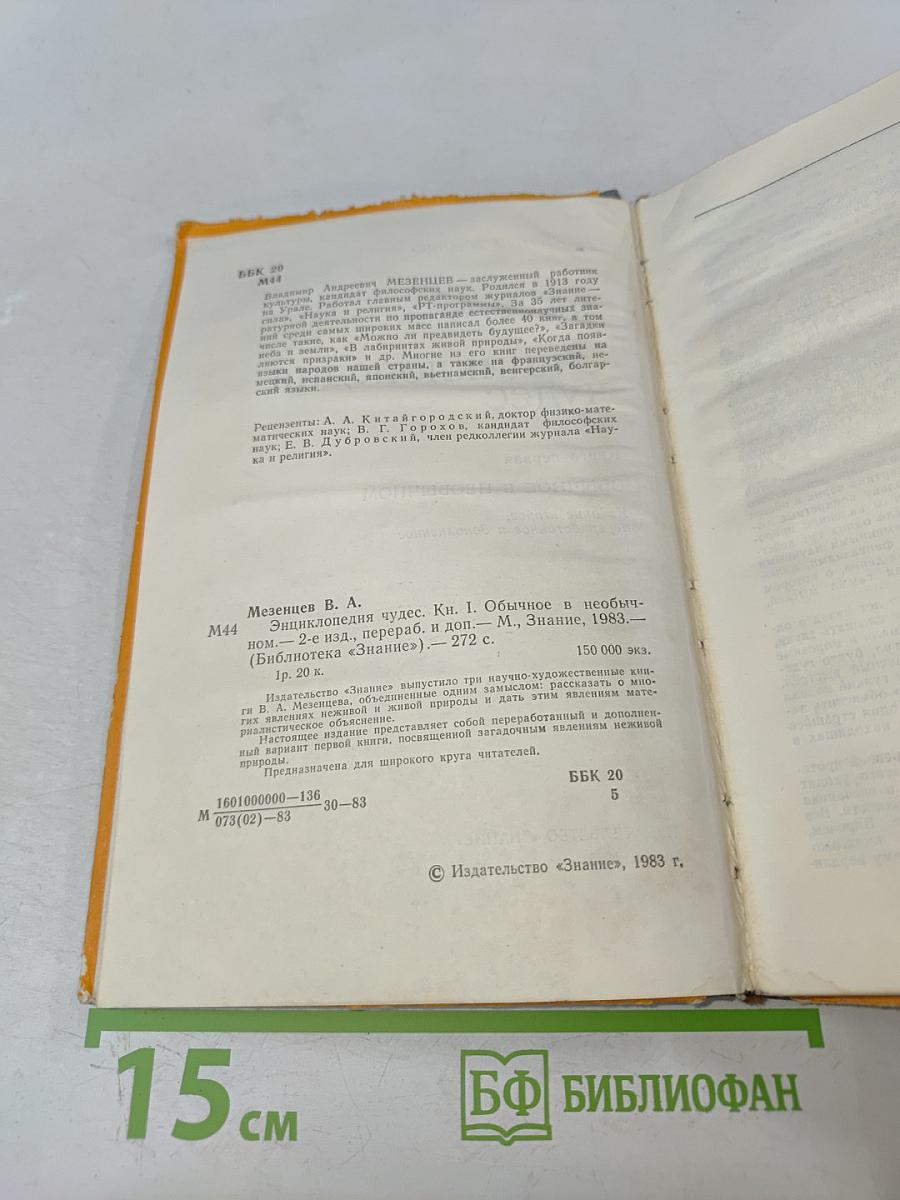 ББК 20
М44
Владимир Андреевич МЕЗЕНЦЕВ — заслуженный работник
культуры, кандидат философских наук. Родился в 1913 году
на Урале. Работал главным редактором журналов «Знание —
сила», «Наука и религия», «РТ-программы». За 35 лет лите-
ратурной деятельности по пропаганде естественнонаучных зна-
ний среди самых широких масс написал более 40 книг, в том
числе такие, как «Можно ли предвидеть будущее?», «Загадки
неба и земли», «В лабиринтах живой природы», «Когда появ-
ляются призраки» и др. Многие из его книг переведены на
языки народов нашей страны, а также на французский, не-
мецкий, испанский, японский, вьетнамский, венгерский, болгар-
ский языки.
Рецензенты: А. А. Китайгородский, доктор физико-мате-
матических наук; В. Г. Горохов, кандидат философских
наук; Е. В. Дубровский, член редколлегии журнала «Нау-
ка и религия».
Мезенцев В. А.
М44 Энциклопедия чудес. Кн. I. Обычное в необыч-
ном.— 2-е изд., перераб. и доп.— М., Знание, 1983.—
(Библиотека «Знание»).— 272 с.
1р. 20 к. 150 000 экз.
Издательство «Знание» выпустило три научно-художественные кни-
ги В. А. Мезенцева, объединенные одним замыслом: рассказать о мно-
гих явлениях неживой и живой природы и дать этим явлениям мате-
риалистическое объяснение.
Настоящее издание представляет собой переработанный и дополнен-
ный вариант первой книги, посвященной загадочным явлениям неживой
природы.
Предназначена для широкого круга читателей.
М 1601000000—136 30—83
073(02)—83
ББК 20
5
© Издательство «Знание», 1983 г.
15 см
БФ БИБЛИОФАН